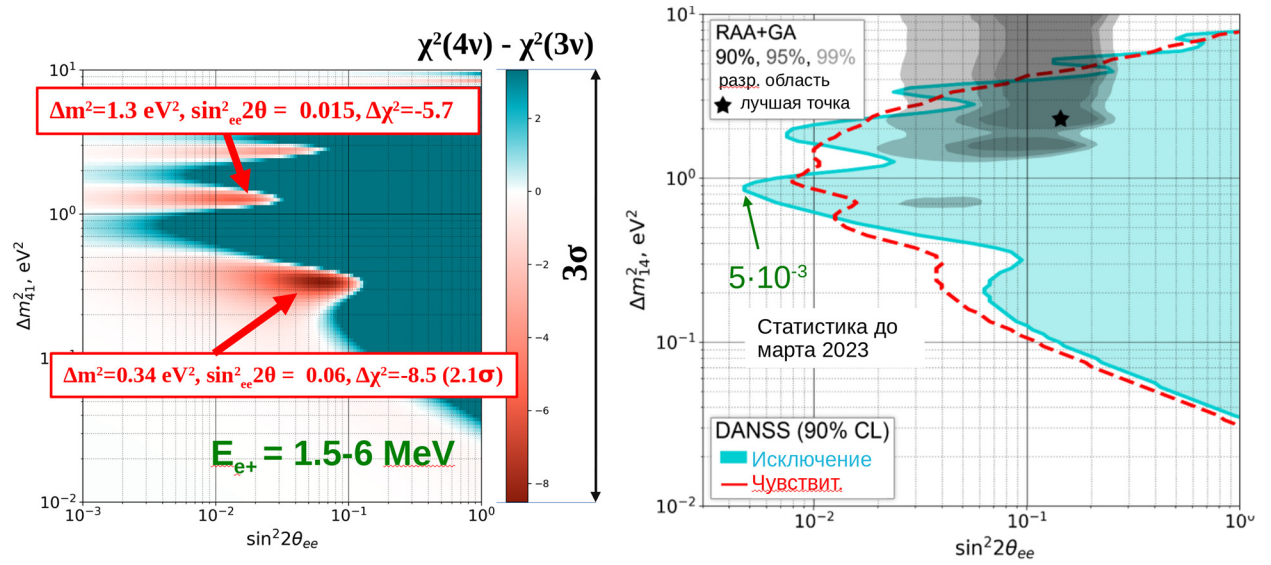 χ²(4ν) - χ²(3ν)
10¹
Δm²=1.3 eV², sin²ₑₑ2θ = 0.015, Δχ²=-5.7
10⁰
Δm²₄₁, eV²
Δm²=0.34 eV², sin²ₑₑ2θ = 0.06, Δχ²=-8.5 (2.1σ)
Eₑ₊ = 1.5-6 MeV
10⁻²
10⁻³ 10⁻² 10⁻¹ 10⁰
sin²2θₑₑ
2
0
−2
−4
−6
−8
3σ
10¹
RAA+GA
90%, 95%, 99%
разр. область
лучшая точка
10⁰
Δm²₁₄, eV²
5·10⁻³
Статистика до
марта 2023
10⁻¹
DANSS (90% CL)
Исключение
Чувствит.
10⁻²
10⁻² 10⁻¹ 10⁰
sin²2θₑₑ